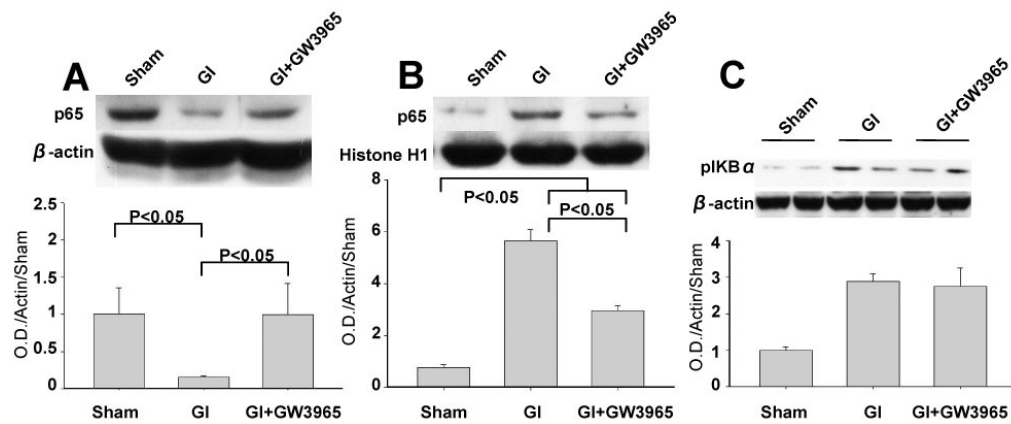 A
Sham
GI
GI+GW3965
p65
β-actin
O.D./Actin/Sham
2.5
2
1.5
1
0.5
0
P<0.05
P<0.05
Sham
GI
GI+GW3965
B
Sham
GI
GI+GW3965
p65
Histone H1
O.D./Actin/Sham
8
6
4
2
0
P<0.05
P<0.05
Sham
GI
GI+GW3965
C
Sham
GI
GI+GW3965
pIKBα
β-actin
O.D./Actin/Sham
4
3
2
1
0
Sham
GI
GI+GW3965